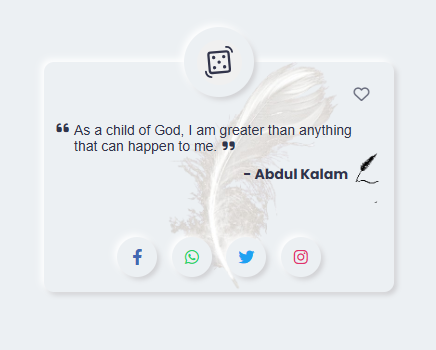 ❝ As a child of God, I am greater than anything
that can happen to me. ❞
- Abdul Kalam